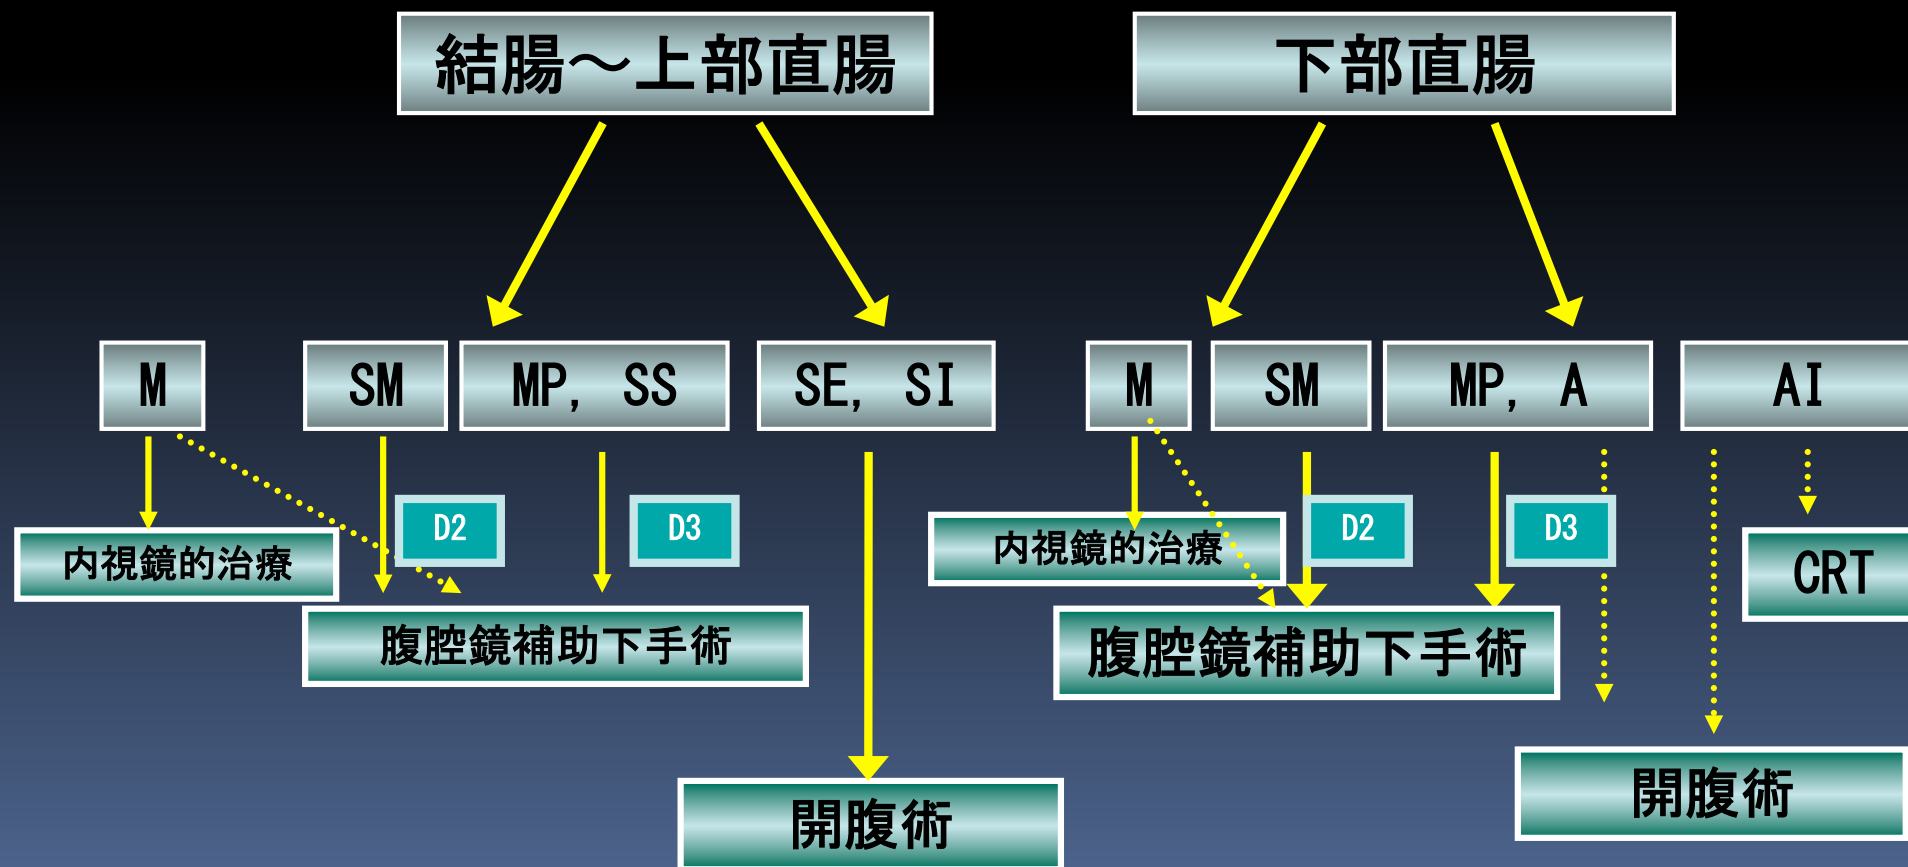 結腸～上部直腸
下部直腸
M
SM
MP, SS
SE, SI
M
SM
MP, A
AI
D2
D3
D2
D3
内視鏡的治療
内視鏡的治療
CRT
腹腔鏡補助下手術
腹腔鏡補助下手術
開腹術
開腹術